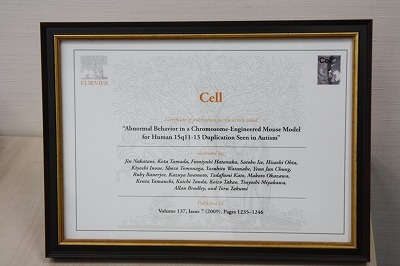 ELSEVIER
Cell
Cell
Certificate of publication for the article titled
"Abnormal Behavior in a Chromosome-Engineered Mouse Model
for Human 15q11-13 Duplication Seen in Autism"
Authored by:
Jin Nakatani, Kota Tamada, Fumiyuki Hatanaka, Satoko Ise, Hisashi Ohta,
Kiyoshi Inoue, Shozo Tomonaga, Yasuhito Watanabe, Yeun Jun Chung,
Ruby Banerjee, Kazuya Iwamoto, Tadafumi Kato, Makoto Okazawa,
Kenta Yamauchi, Koichi Tanda, Keizo Takao, Tsuyoshi Miyakawa,
Allan Bradley, and Toru Takumi
Published in:
Volume 137, Issue 7 (2009), Pages 1235–1246